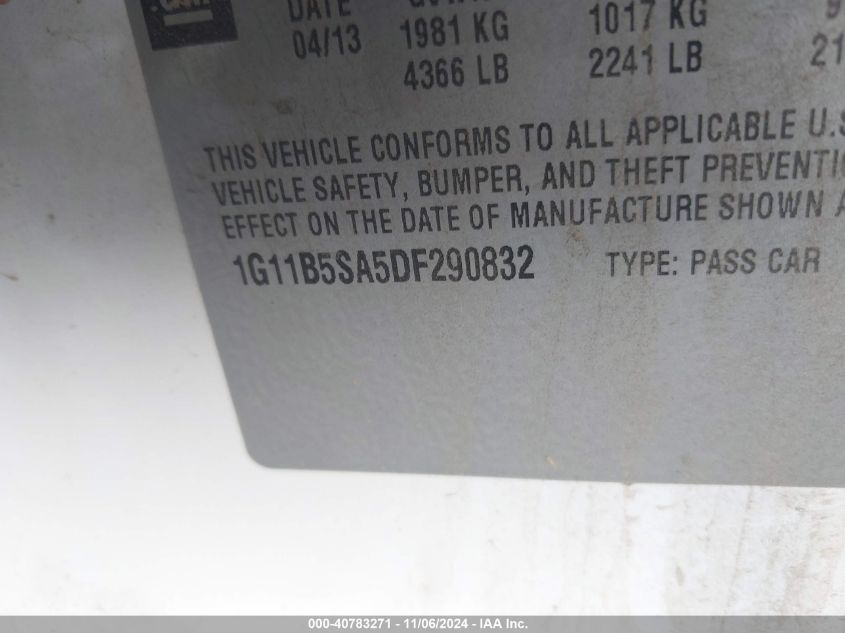 DATE
04/13 1981 KG 1017 KG
4366 LB 2241 LB 21
THIS VEHICLE CONFORMS TO ALL APPLICABLE U.S
VEHICLE SAFETY, BUMPER, AND THEFT PREVENTI
EFFECT ON THE DATE OF MANUFACTURE SHOWN A
1G11B5SA5DF290832 TYPE: PASS CAR
000-40783271 - 11/06/2024 - IAA Inc.